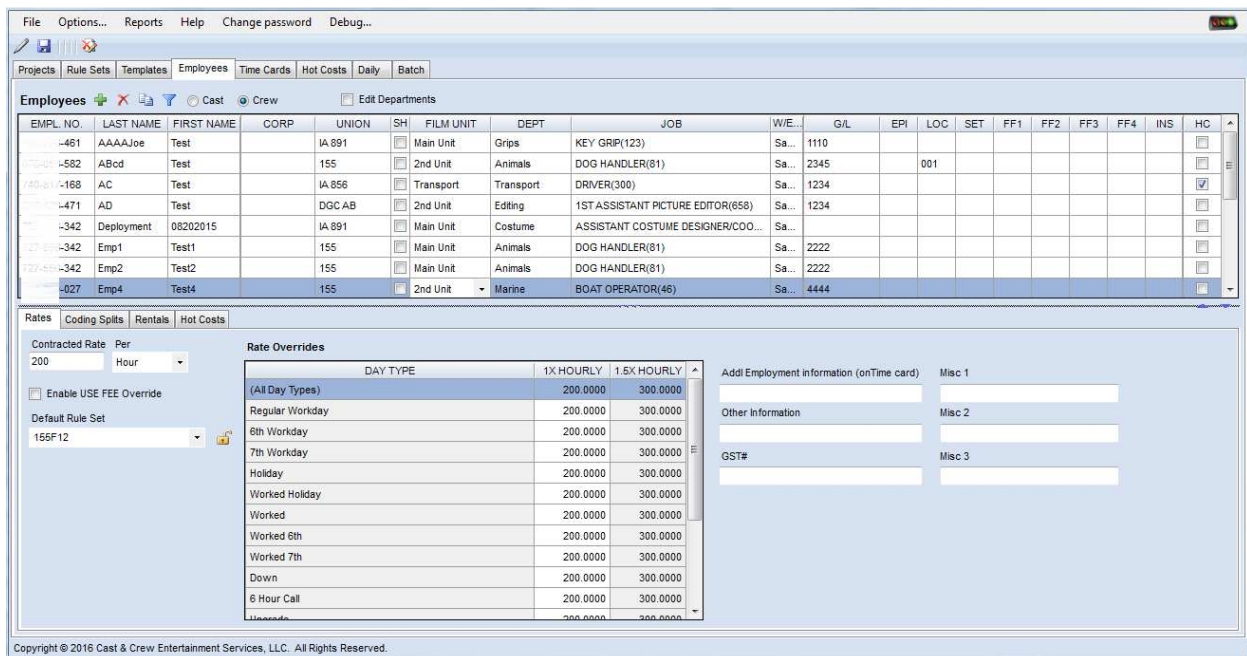 File Options... Reports Help Change password Debug...
Projects Rule Sets Templates Employees Time Cards Hot Costs Daily Batch
Employees Cast Crew Edit Departments
EMPL. NO. LAST NAME FIRST NAME CORP UNION SH FILM UNIT DEPT JOB W/E... G/L EPI LOC SET FF1 FF2 FF3 FF4 INS HC
-461 AAAAJoe Test IA 891 Main Unit Grips KEY GRIP(123) Sa... 1110
-582 ABcd Test 155 2nd Unit Animals DOG HANDLER(81) Sa... 2345 001
-168 AC Test IA 856 Transport Transport DRIVER(300) Sa... 1234
-471 AD Test DGC AB 2nd Unit Editing 1ST ASSISTANT PICTURE EDITOR(658) Sa... 1234
-342 Deployment 08202015 IA 891 Main Unit Costume ASSISTANT COSTUME DESIGNER/COO... Sa...
-342 Emp1 Test1 155 Main Unit Animals DOG HANDLER(81) Sa... 2222
-342 Emp2 Test2 155 Main Unit Animals DOG HANDLER(81) Sa... 2222
-027 Emp4 Test4 155 2nd Unit Marine BOAT OPERATOR(46) Sa... 4444
Rates Coding Splits Rentals Hot Costs
Contracted Rate Per
200 Hour
Enable USE FEE Override
Default Rule Set
155F12
Rate Overrides
DAY TYPE 1X HOURLY 1.5X HOURLY
(All Day Types) 200.0000 300.0000
Regular Workday 200.0000 300.0000
6th Workday 200.0000 300.0000
7th Workday 200.0000 300.0000
Holiday 200.0000 300.0000
Worked Holiday 200.0000 300.0000
Worked 200.0000 300.0000
Worked 6th 200.0000 300.0000
Worked 7th 200.0000 300.0000
Down 200.0000 300.0000
6 Hour Call 200.0000 300.0000
Upgrade 200.0000 300.0000
Addl Employment information (onTime card) Misc 1
Other Information Misc 2
GST# Misc 3
Copyright © 2016 Cast & Crew Entertainment Services, LLC. All Rights Reserved.